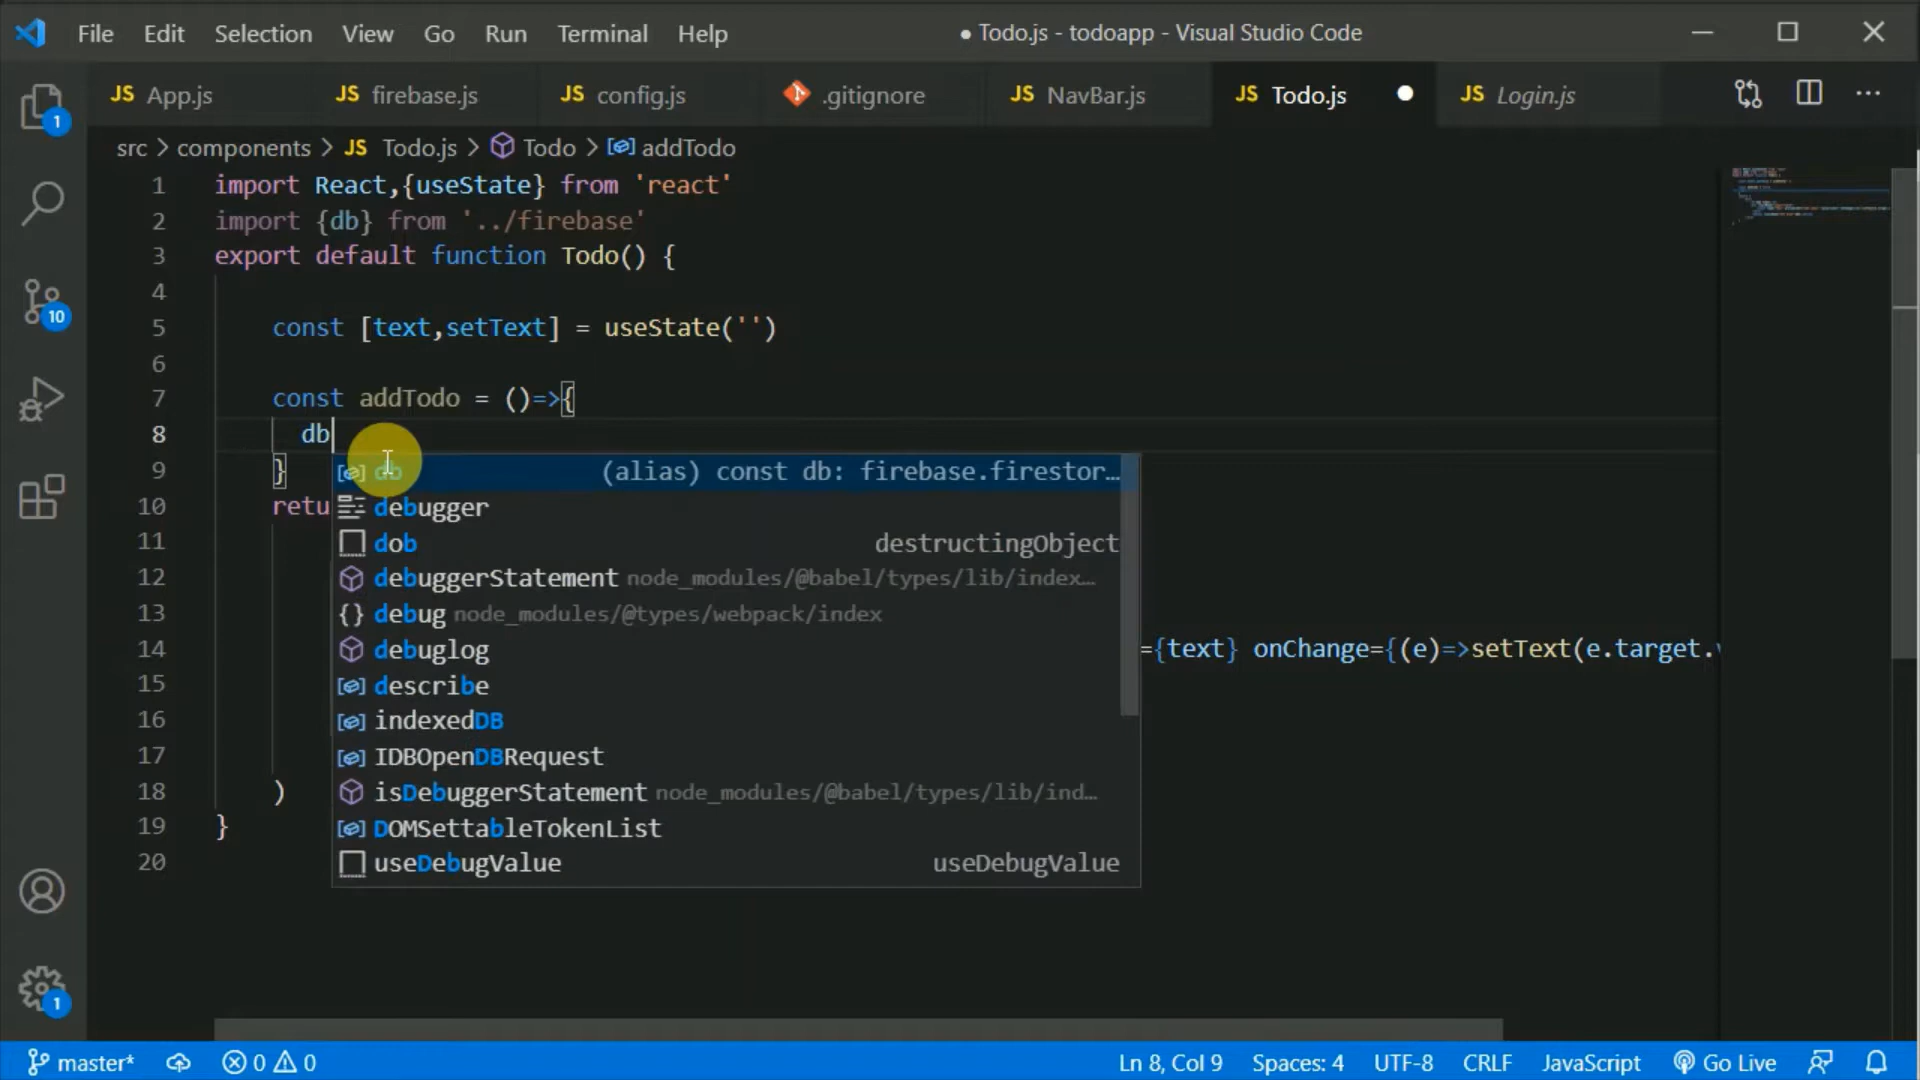 File Edit Selection View Go Run Terminal Help ● Todo.js - todoapp - Visual Studio Code
JS App.js JS firebase.js JS config.js .gitignore JS NavBar.js JS Todo.js JS Login.js
src > components > JS Todo.js > Todo > addTodo
1 import React,{useState} from 'react'
2 import {db} from '../firebase'
3 export default function Todo() {
4
5 const [text,setText] = useState('')
6
7 const addTodo = ()=>{
8 db
9 } db (alias) const db: firebase.firestor…
10 retu debugger
11 dob destructingObject
12 debuggerStatement node_modules/@babel/types/lib/index…
13 debug node_modules/@types/webpack/index
14 debuglog ={text} onChange={(e)=>setText(e.target.
15 describe
16 indexedDB
17 IDBOpenDBRequest
18 ) isDebuggerStatement node_modules/@babel/types/lib/ind…
19 } DOMSettableTokenList
20 useDebugValue useDebugValue
1
10
1
master* 0 0 Ln 8, Col 9 Spaces: 4 UTF-8 CRLF JavaScript Go Live